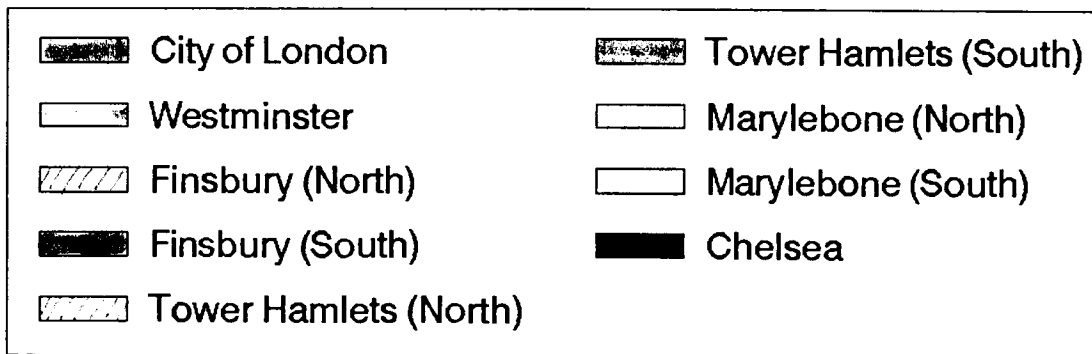 City of London
Westminster
Finsbury (North)
Finsbury (South)
Tower Hamlets (North)
Tower Hamlets (South)
Marylebone (North)
Marylebone (South)
Chelsea